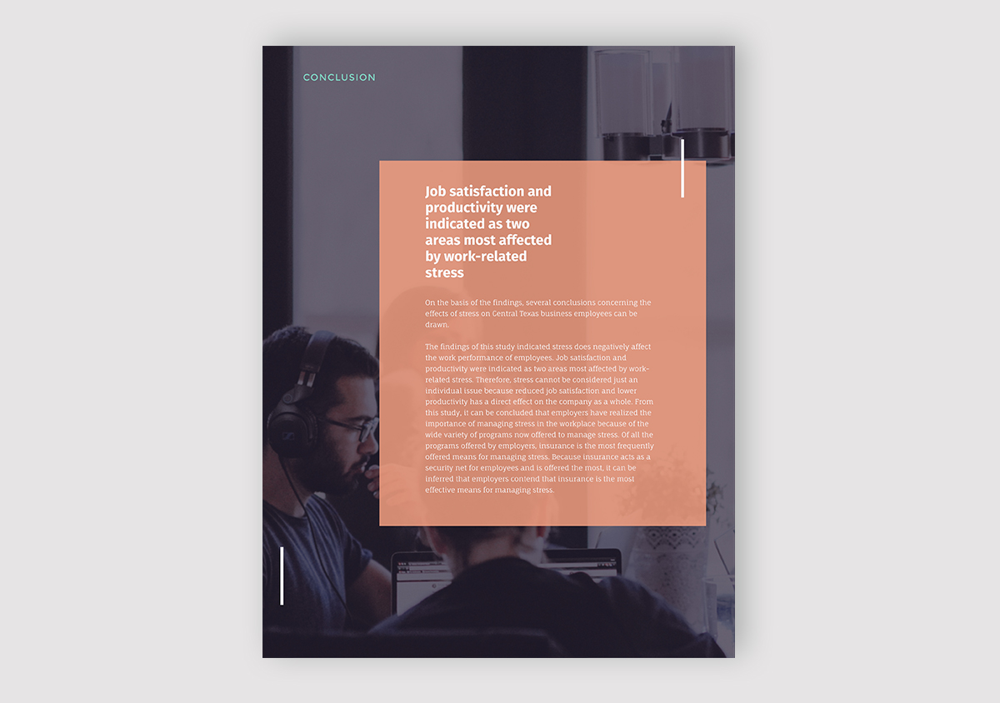 CONCLUSION
Job satisfaction and
productivity were
indicated as two
areas most affected
by work-related
stress
On the basis of the findings, several conclusions concerning the
effects of stress on Central Texas business employees can be
drawn.
The findings of this study indicated stress does negatively affect
the work performance of employees. Job satisfaction and
productivity were indicated as two areas most affected by work-
related stress. Therefore, stress cannot be considered just an
individual issue because reduced job satisfaction and lower
productivity has a direct effect on the company as a whole. From
this study, it can be concluded that employers have realized the
importance of managing stress in the workplace because of the
wide variety of programs now offered to manage stress. Of all the
programs offered by employers, insurance is the most frequently
offered means for managing stress. Because insurance acts as a
security net for employees and is offered the most, it can be
inferred that employers contend that insurance is the most
effective means for managing stress.